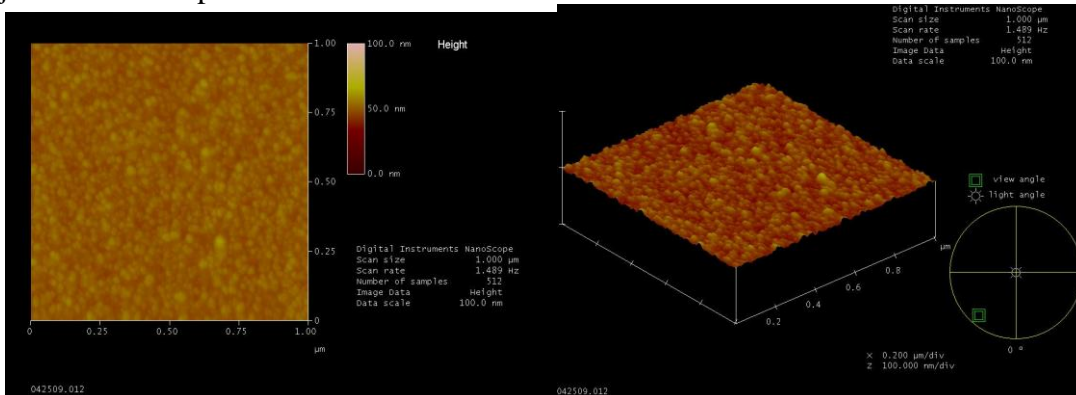 100.0 nm
Height
50.0 nm
0.0 nm
1.00
0.75
0.50
0.25
0
0
0.25
0.50
0.75
1.00
µm
Digital Instruments NanoScope
Scan size 1.000 µm
Scan rate 1.489 Hz
Number of samples 512
Image Data Height
Data scale 100.0 nm
042509.012
Digital Instruments NanoScope
Scan size 1.000 µm
Scan rate 1.489 Hz
Number of samples 512
Image Data Height
Data scale 100.0 nm
view angle
light angle
µm
0.8
0.6
0.4
0.2
X 0.200 µm/div
Z 100.000 nm/div
0 °
042509.012